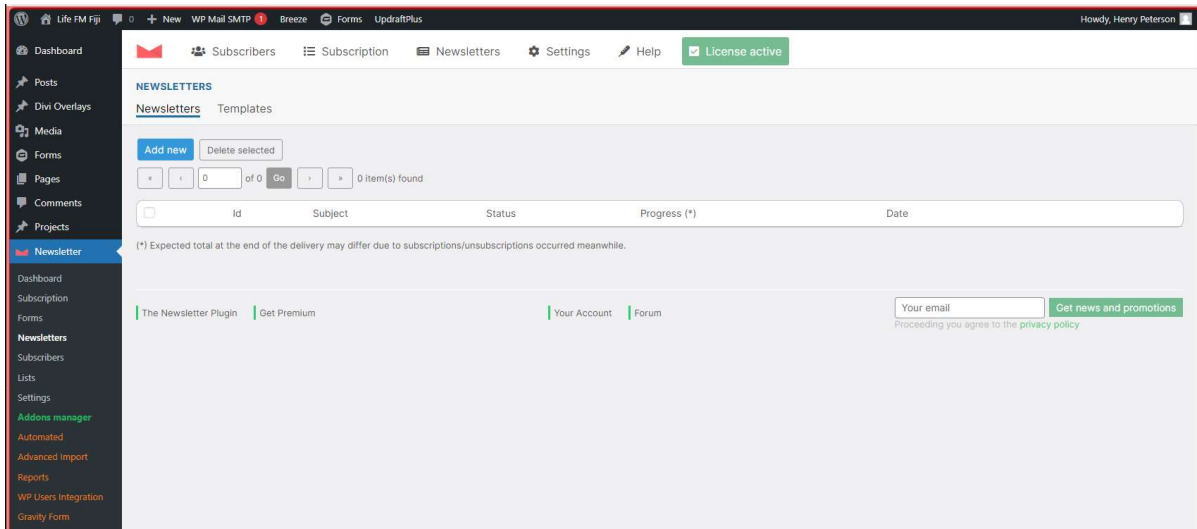 Life FM Fiji 0 New WP Mail SMTP 1 Breeze Forms UpdraftPlus Howdy, Henry Peterson
Dashboard
Posts
Divi Overlays
Media
Forms
Pages
Comments
Projects
Newsletter
Dashboard
Subscription
Forms
Newsletters
Subscribers
Lists
Settings
Addons manager
Automated
Advanced Import
Reports
WP Users Integration
Gravity Form
Subscribers Subscription Newsletters Settings Help License active
NEWSLETTERS
Newsletters Templates
Add new Delete selected
« ‹ 0 of 0 Go › » 0 item(s) found
Id Subject Status Progress (*) Date
(*) Expected total at the end of the delivery may differ due to subscriptions/unsubscriptions occurred meanwhile.
The Newsletter Plugin Get Premium Your Account Forum Your email Get news and promotions
Proceeding you agree to the privacy policy